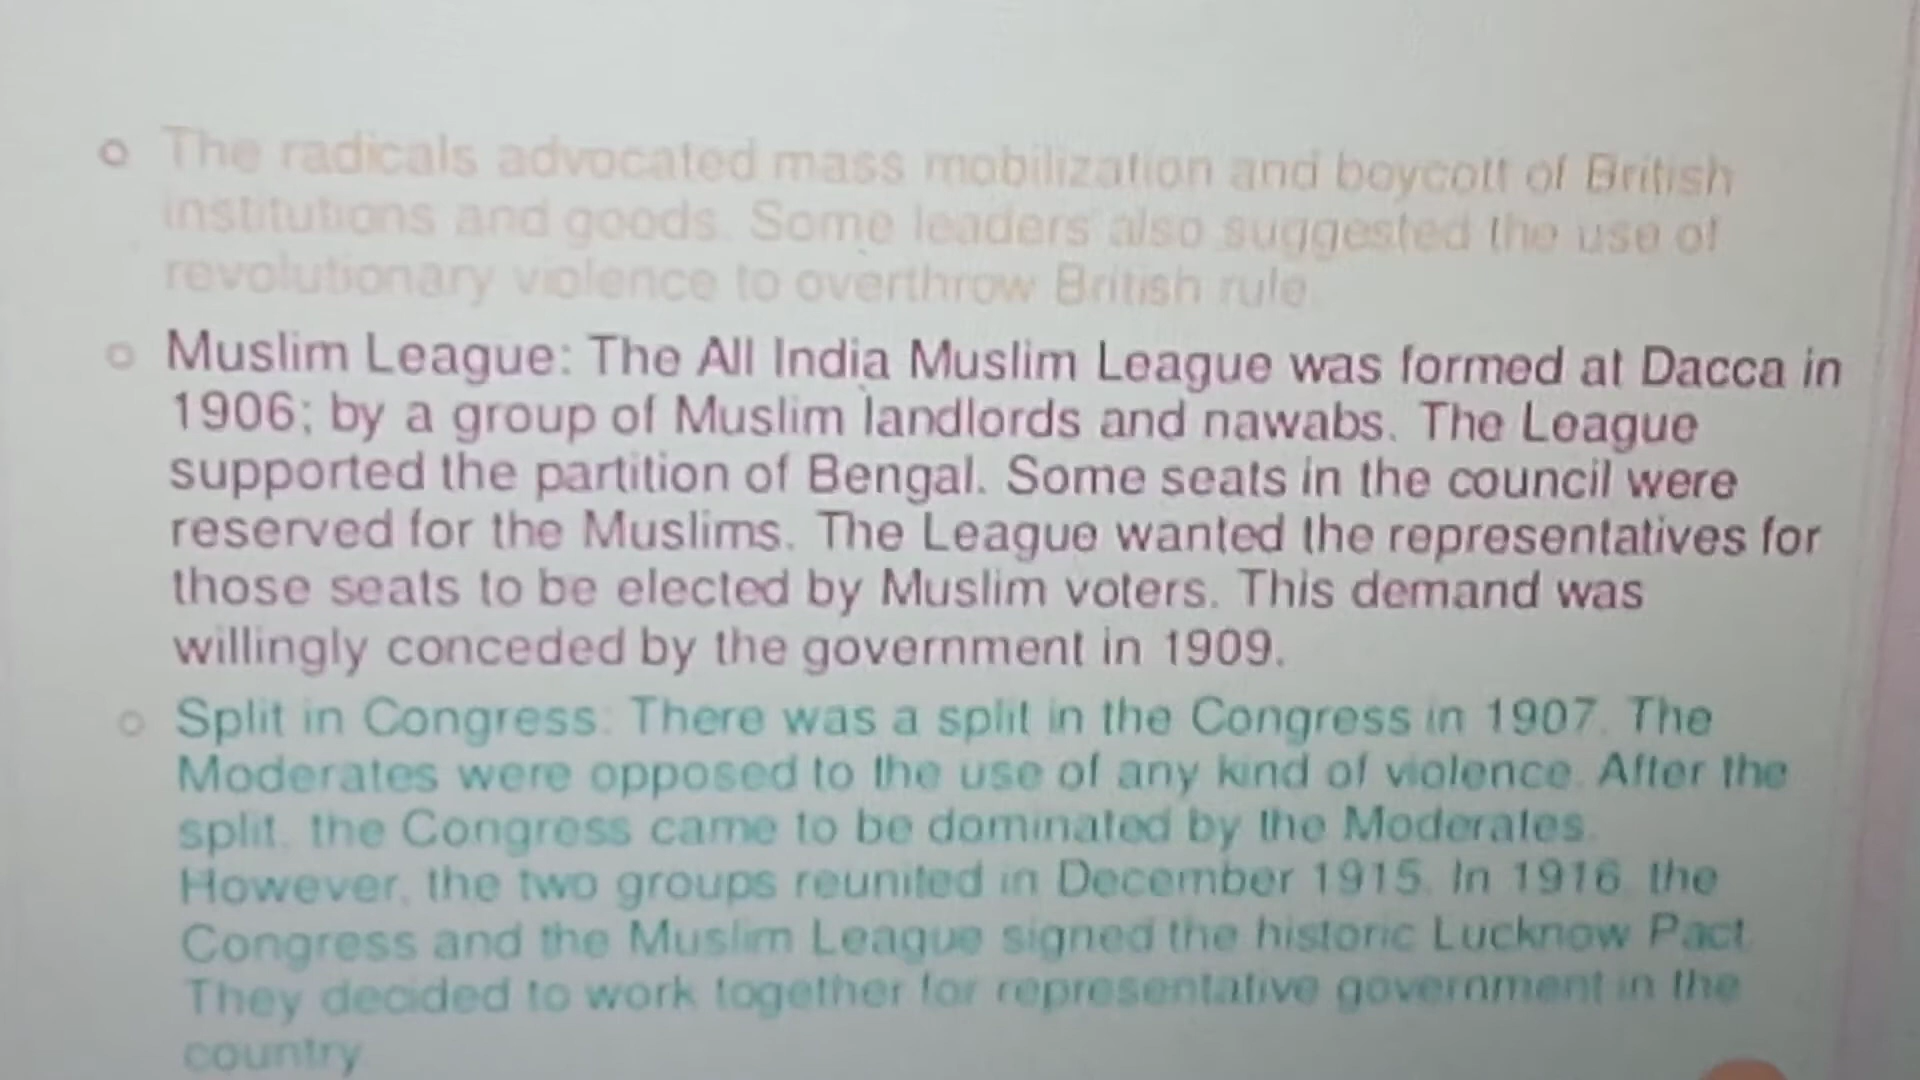 The radicals advocated mass mobilization and boycott of British
institutions and goods. Some leaders also suggested the use of
revolutionary violence to overthrow British rule.
Muslim League: The All India Muslim League was formed at Dacca in
1906; by a group of Muslim landlords and nawabs. The League
supported the partition of Bengal. Some seats in the council were
reserved for the Muslims. The League wanted the representatives for
those seats to be elected by Muslim voters. This demand was
willingly conceded by the government in 1909.
Split in Congress: There was a split in the Congress in 1907. The
Moderates were opposed to the use of any kind of violence. After the
split, the Congress came to be dominated by the Moderates.
However, the two groups reunited in December 1915. In 1916, the
Congress and the Muslim League signed the historic Lucknow Pact.
They decided to work together for representative government in the
country